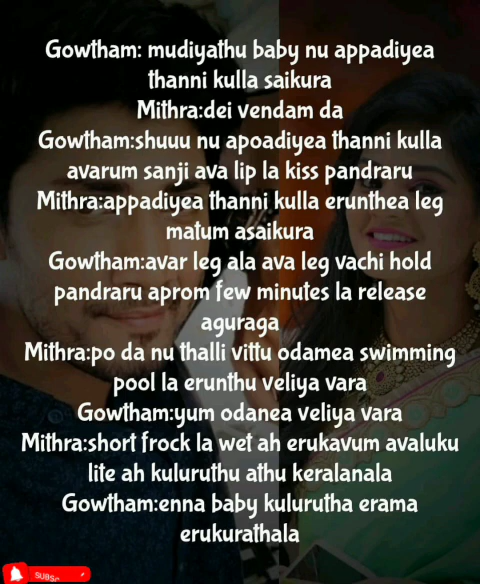 Gowtham: mudiyathu baby nu appadiyea
thanni kulla saikura
Mithra:dei vendam da
Gowtham:shuuu nu apoadiyea thanni kulla
avarum sanji ava lip la kiss pandraru
Mithra:appadiyea thanni kulla erunthea leg
matum asaikura
Gowtham:avar leg ala ava leg vachi hold
pandraru aprom few minutes la release
aguraga
Mithra:po da nu thalli vittu odamea swimming
pool la erunthu veliya vara
Gowtham:yum odanea veliya vara
Mithra:short frock la wet ah erukavum avaluku
lite ah kuluruthu athu keralanala
Gowtham:enna baby kulurutha erama
erukurathala